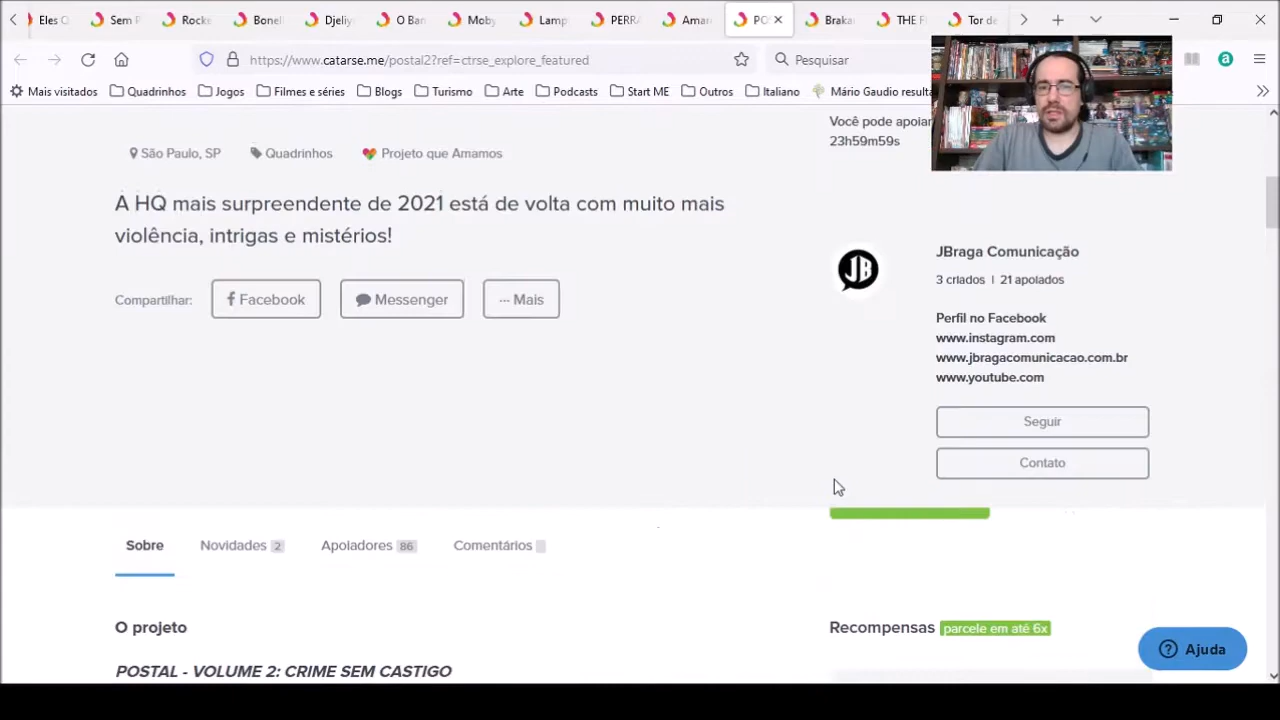 Eles Q
Sem P
Rocke
Bonell
Djeliy
O Ban
Moby
Lamp
PERRA
Aman
PO
Braka
THE F
Tor de
https://www.catarse.me/postal2?ref=ctrse_explore_featured
Pesquisar
Mais visitados
Quadrinhos
Jogos
Filmes e séries
Blogs
Turismo
Arte
Podcasts
Start ME
Outros
Italiano
Mário Gaudio resulta
Você pode apoiar
23h59m59s
São Paulo, SP
Quadrinhos
Projeto que Amamos
A HQ mais surpreendente de 2021 está de volta com muito mais
violência, intrigas e mistérios!
Compartilhar:
Facebook
Messenger
··· Mais
JB
JBraga Comunicação
3 criados | 21 apoiados
Perfil no Facebook
www.instagram.com
www.jbragacomunicacao.com.br
www.youtube.com
Seguir
Contato
Sobre
Novidades 2
Apoiadores 86
Comentários
O projeto
Recompensas parcele em até 6x
POSTAL - VOLUME 2: CRIME SEM CASTIGO
Ajuda